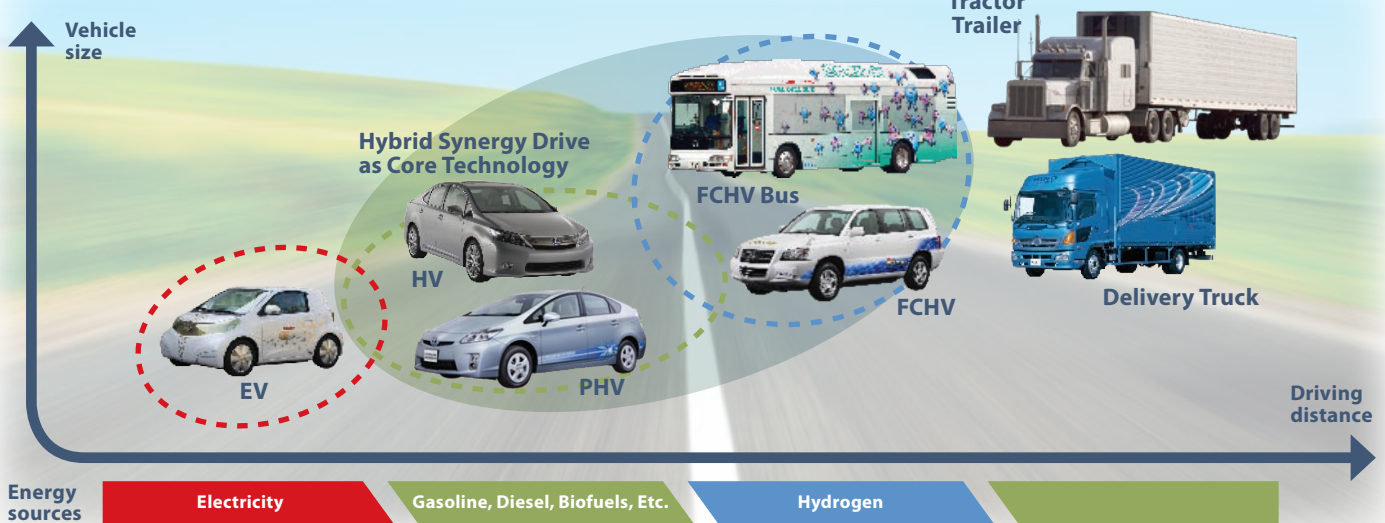 Tractor
Trailer
Vehicle
size
Hybrid Synergy Drive
as Core Technology
FCHV Bus
HV
FCHV
Delivery Truck
EV
PHV
Driving
distance
Energy
sources
Electricity
Gasoline, Diesel, Biofuels, Etc.
Hydrogen